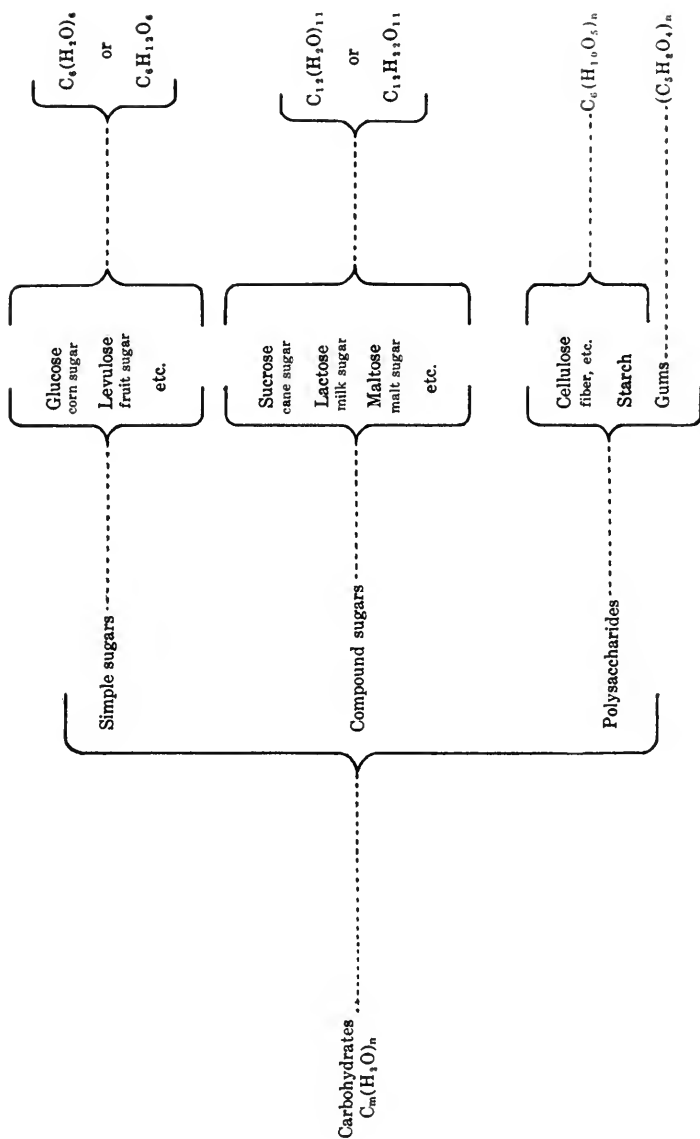 Carbohydrates
Cₘ(H₂O)ₙ
Simple sugars
Glucose
corn sugar
Levulose
fruit sugar
etc.
C₆(H₂O)₆
or
C₆H₁₂O₆
Compound sugars
Sucrose
cane sugar
Lactose
milk sugar
Maltose
malt sugar
etc.
C₁₂(H₂O)₁₁
or
C₁₂H₂₂O₁₁
Polysaccharides
Cellulose
fiber, etc.
Starch
Gums
C₆(H₁₀O₅)ₙ
(C₅H₈O₄)ₙ